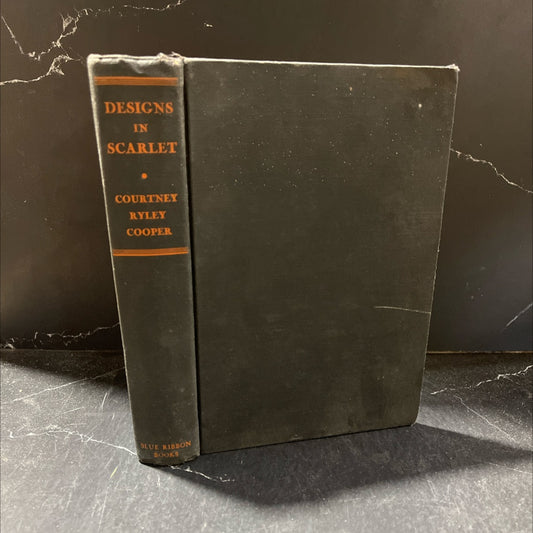 DESIGNS
IN
SCARLET
COURTNEY
RYLEY
COOPER
BLUE RIBBON
BOOKS